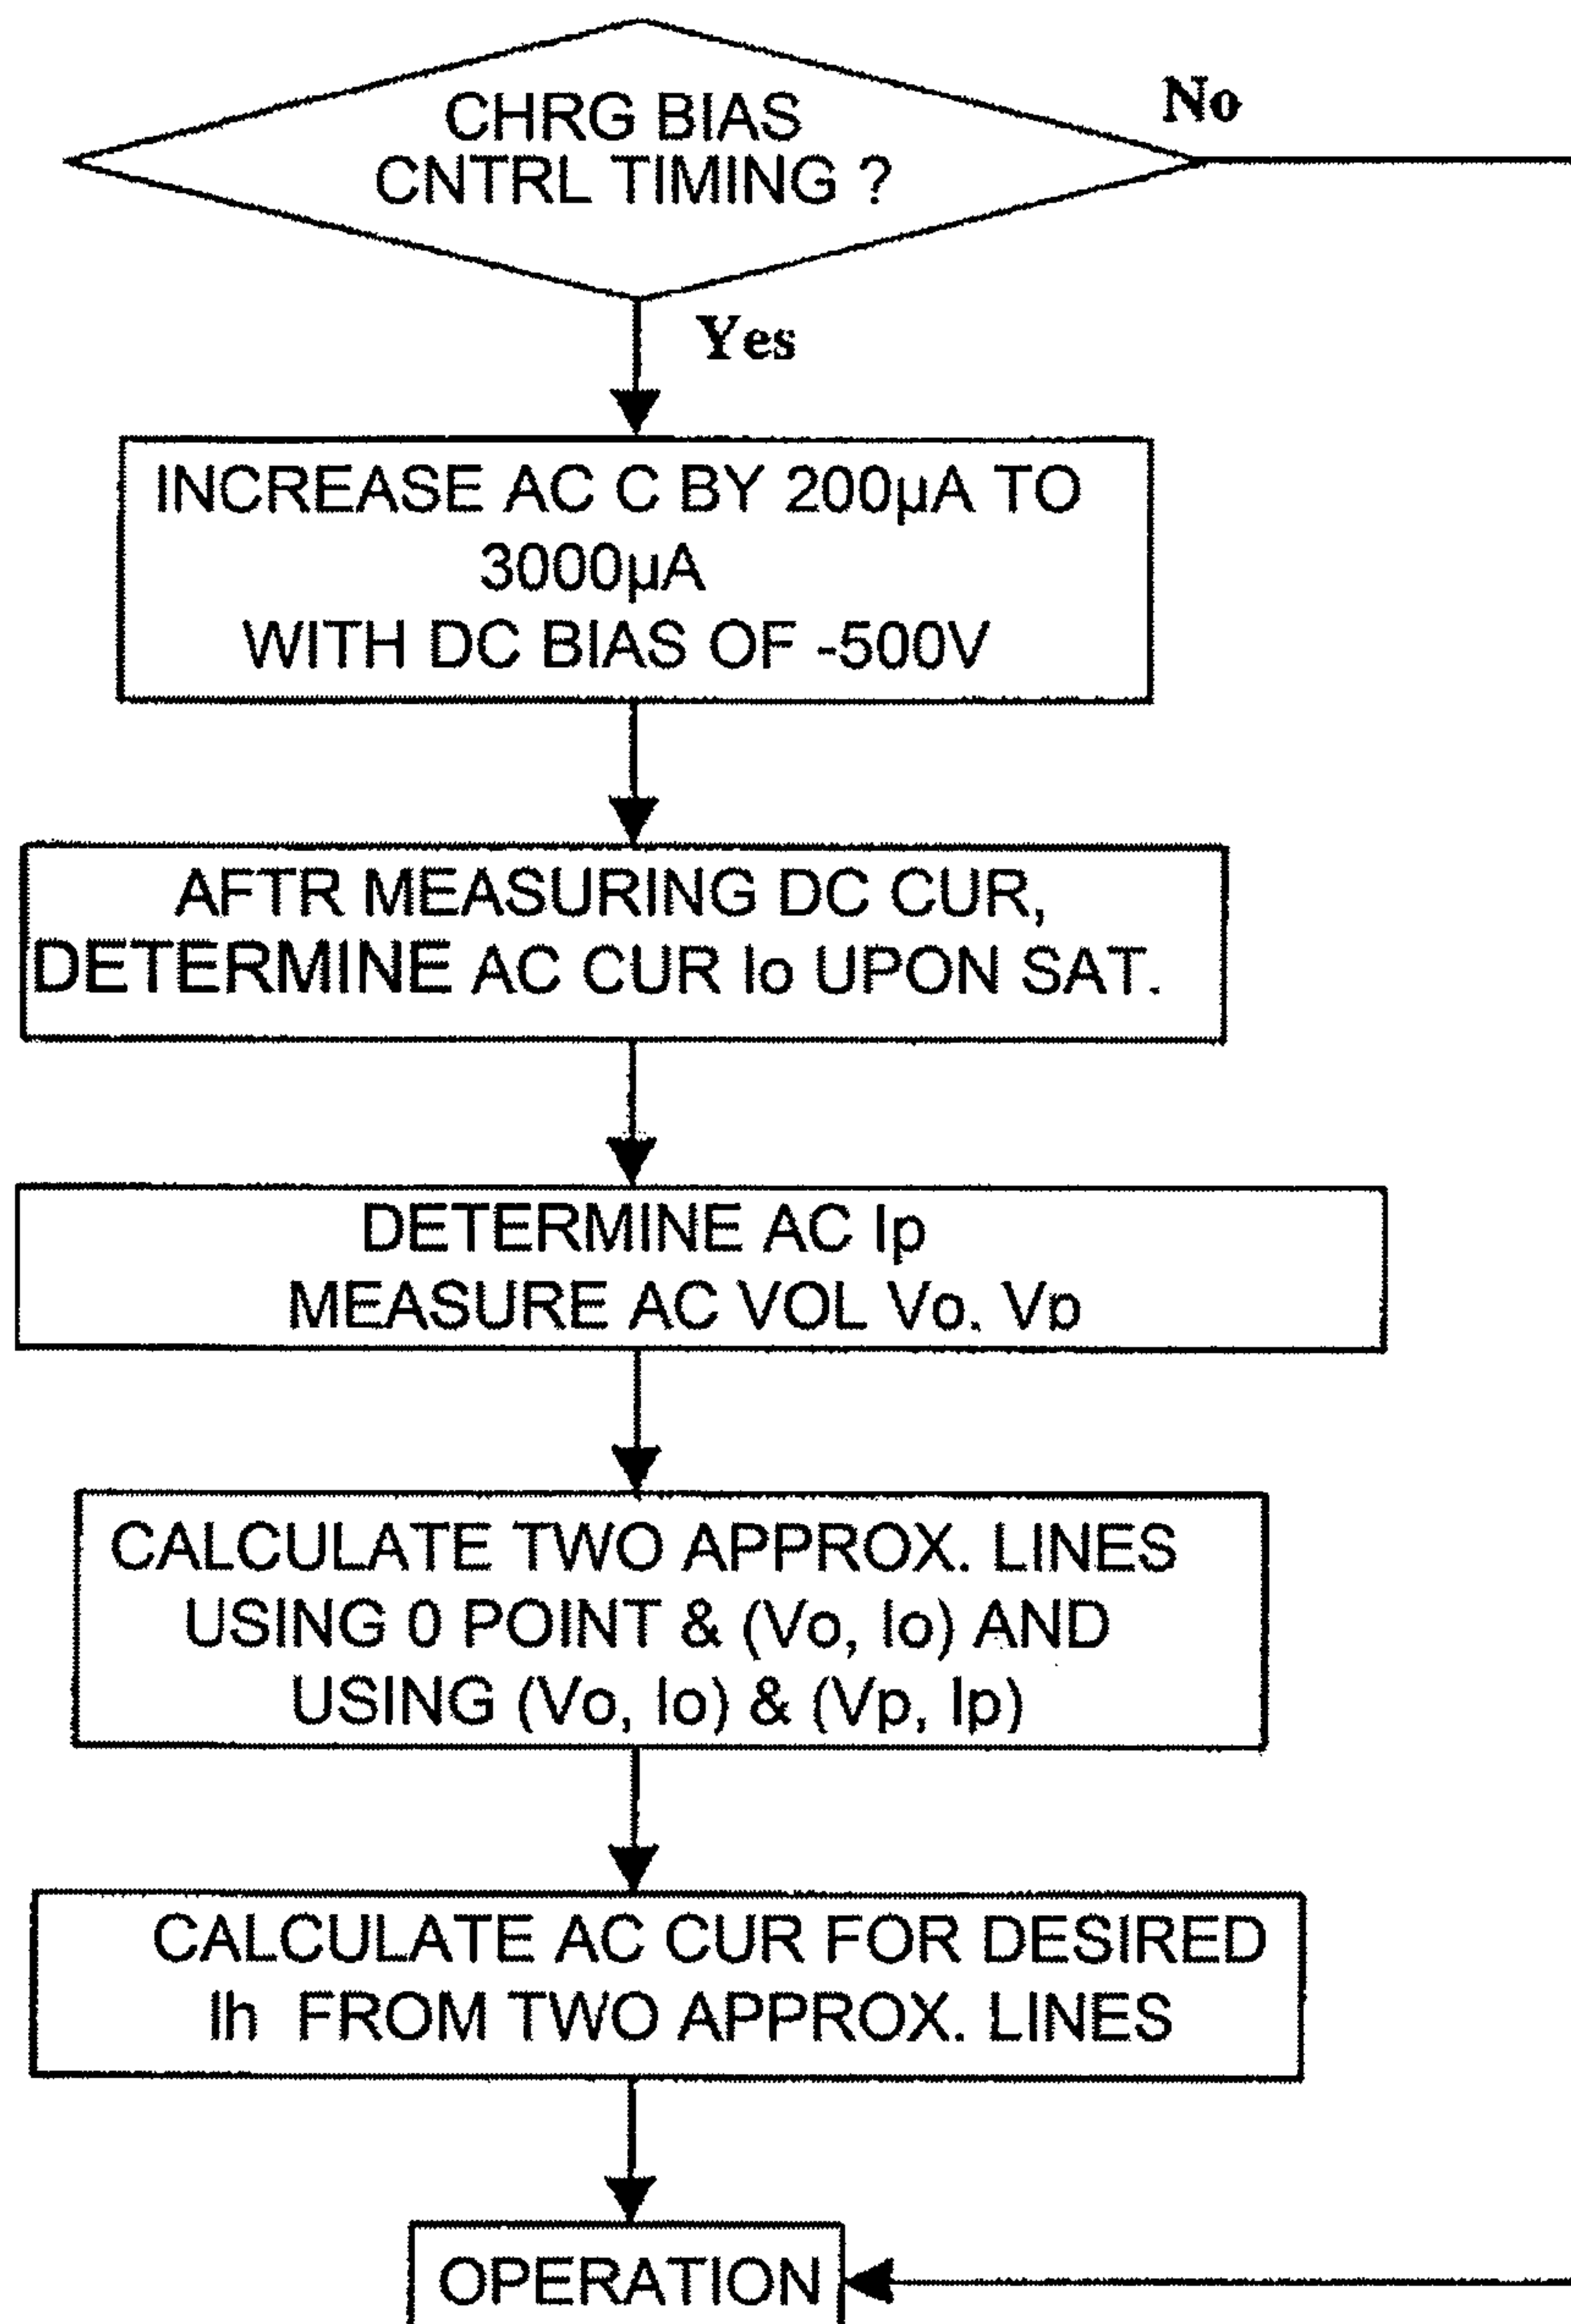 CHRG BIAS
CNTRL TIMING ?
No
Yes
INCREASE AC C BY 200µA TO
3000µA
WITH DC BIAS OF -500V
AFTR MEASURING DC CUR,
DETERMINE AC CUR Io UPON SAT.
DETERMINE AC Ip
MEASURE AC VOL Vo. Vp
CALCULATE TWO APPROX. LINES
USING 0 POINT & (Vo, Io) AND
USING (Vo, Io) & (Vp, Ip)
CALCULATE AC CUR FOR DESIRED
Ih FROM TWO APPROX. LINES
OPERATION